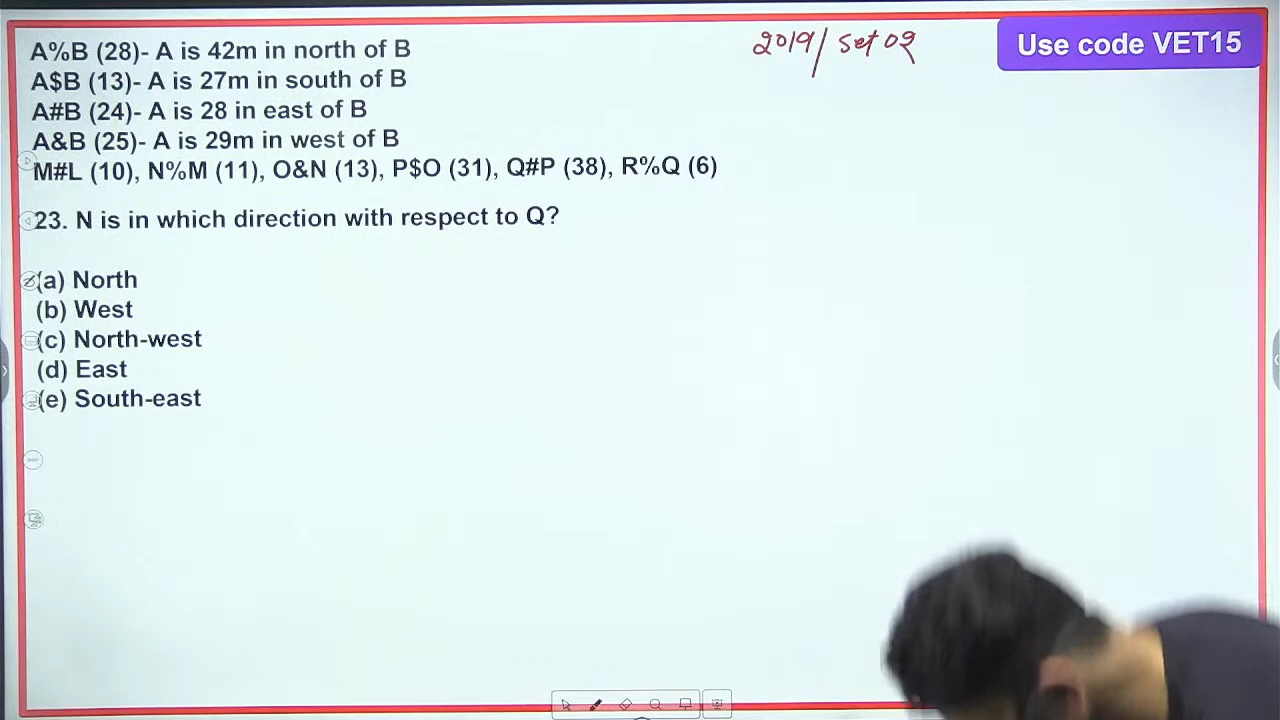 A%B (28)- A is 42m in north of B
2019/ Set 02
Use code VET15
A$B (13)- A is 27m in south of B
A#B (24)- A is 28 in east of B
A&B (25)- A is 29m in west of B
M#L (10), N%M (11), O&N (13), P$O (31), Q#P (38), R%Q (6)
23. N is in which direction with respect to Q?
(a) North
(b) West
(c) North-west
(d) East
(e) South-east